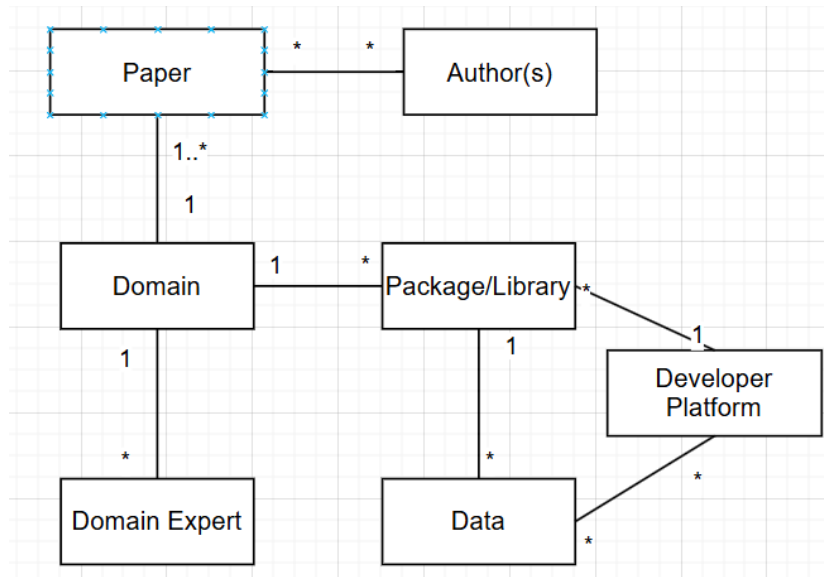 Paper
* *
Author(s)
1..*
1
Domain
1 *
Package/Library
*
1
Developer
Platform
1
*
Domain Expert
1
*
Data
*
*